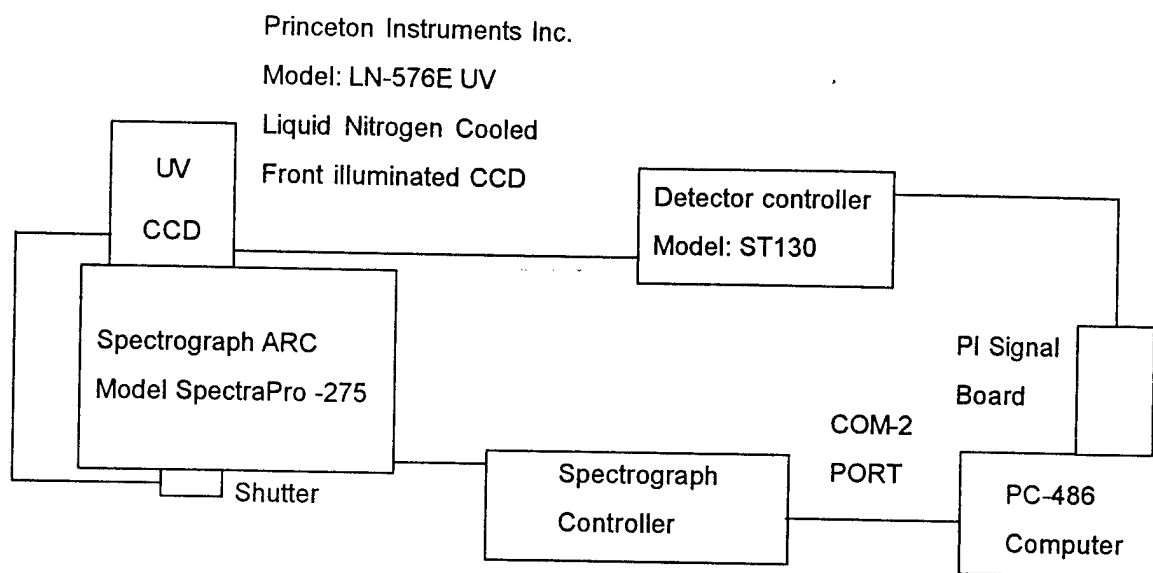 Princeton Instruments Inc.
Model: LN-576E UV
Liquid Nitrogen Cooled
Front illuminated CCD
UV
CCD
Detector controller
Model: ST130
Spectrograph ARC
Model SpectraPro -275
PI Signal
Board
COM-2
PORT
Shutter
Spectrograph
Controller
PC-486
Computer